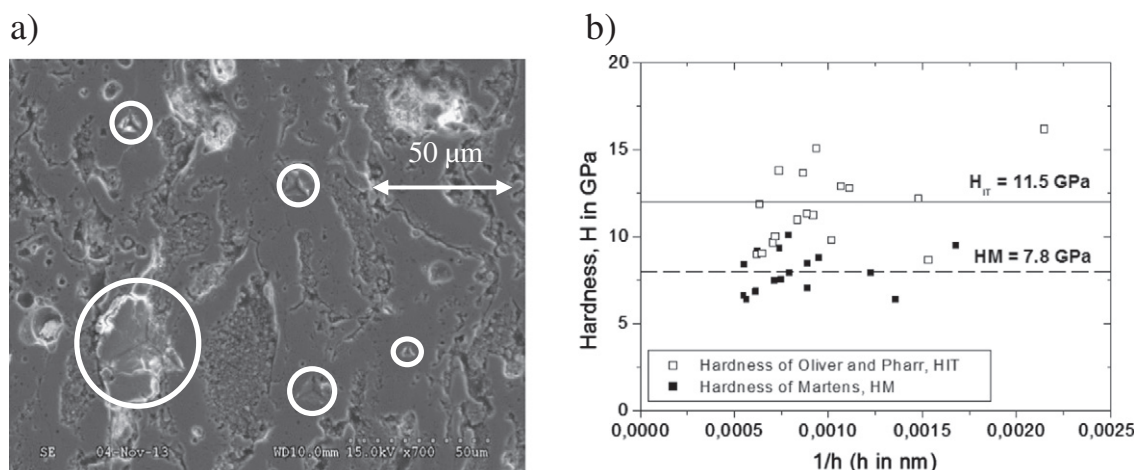 a)
50 µm
SE 04-Nov-13 WD10.0mm 15.0kV x700 50um
b)
Hardness, H in GPa
20
15
10
5
0
H_IT = 11.5 GPa
HM = 7.8 GPa
□ Hardness of Oliver and Pharr, HIT
■ Hardness of Martens, HM
0,0000 0,0005 0,0010 0,0015 0,0020 0,0025
1/h (h in nm)